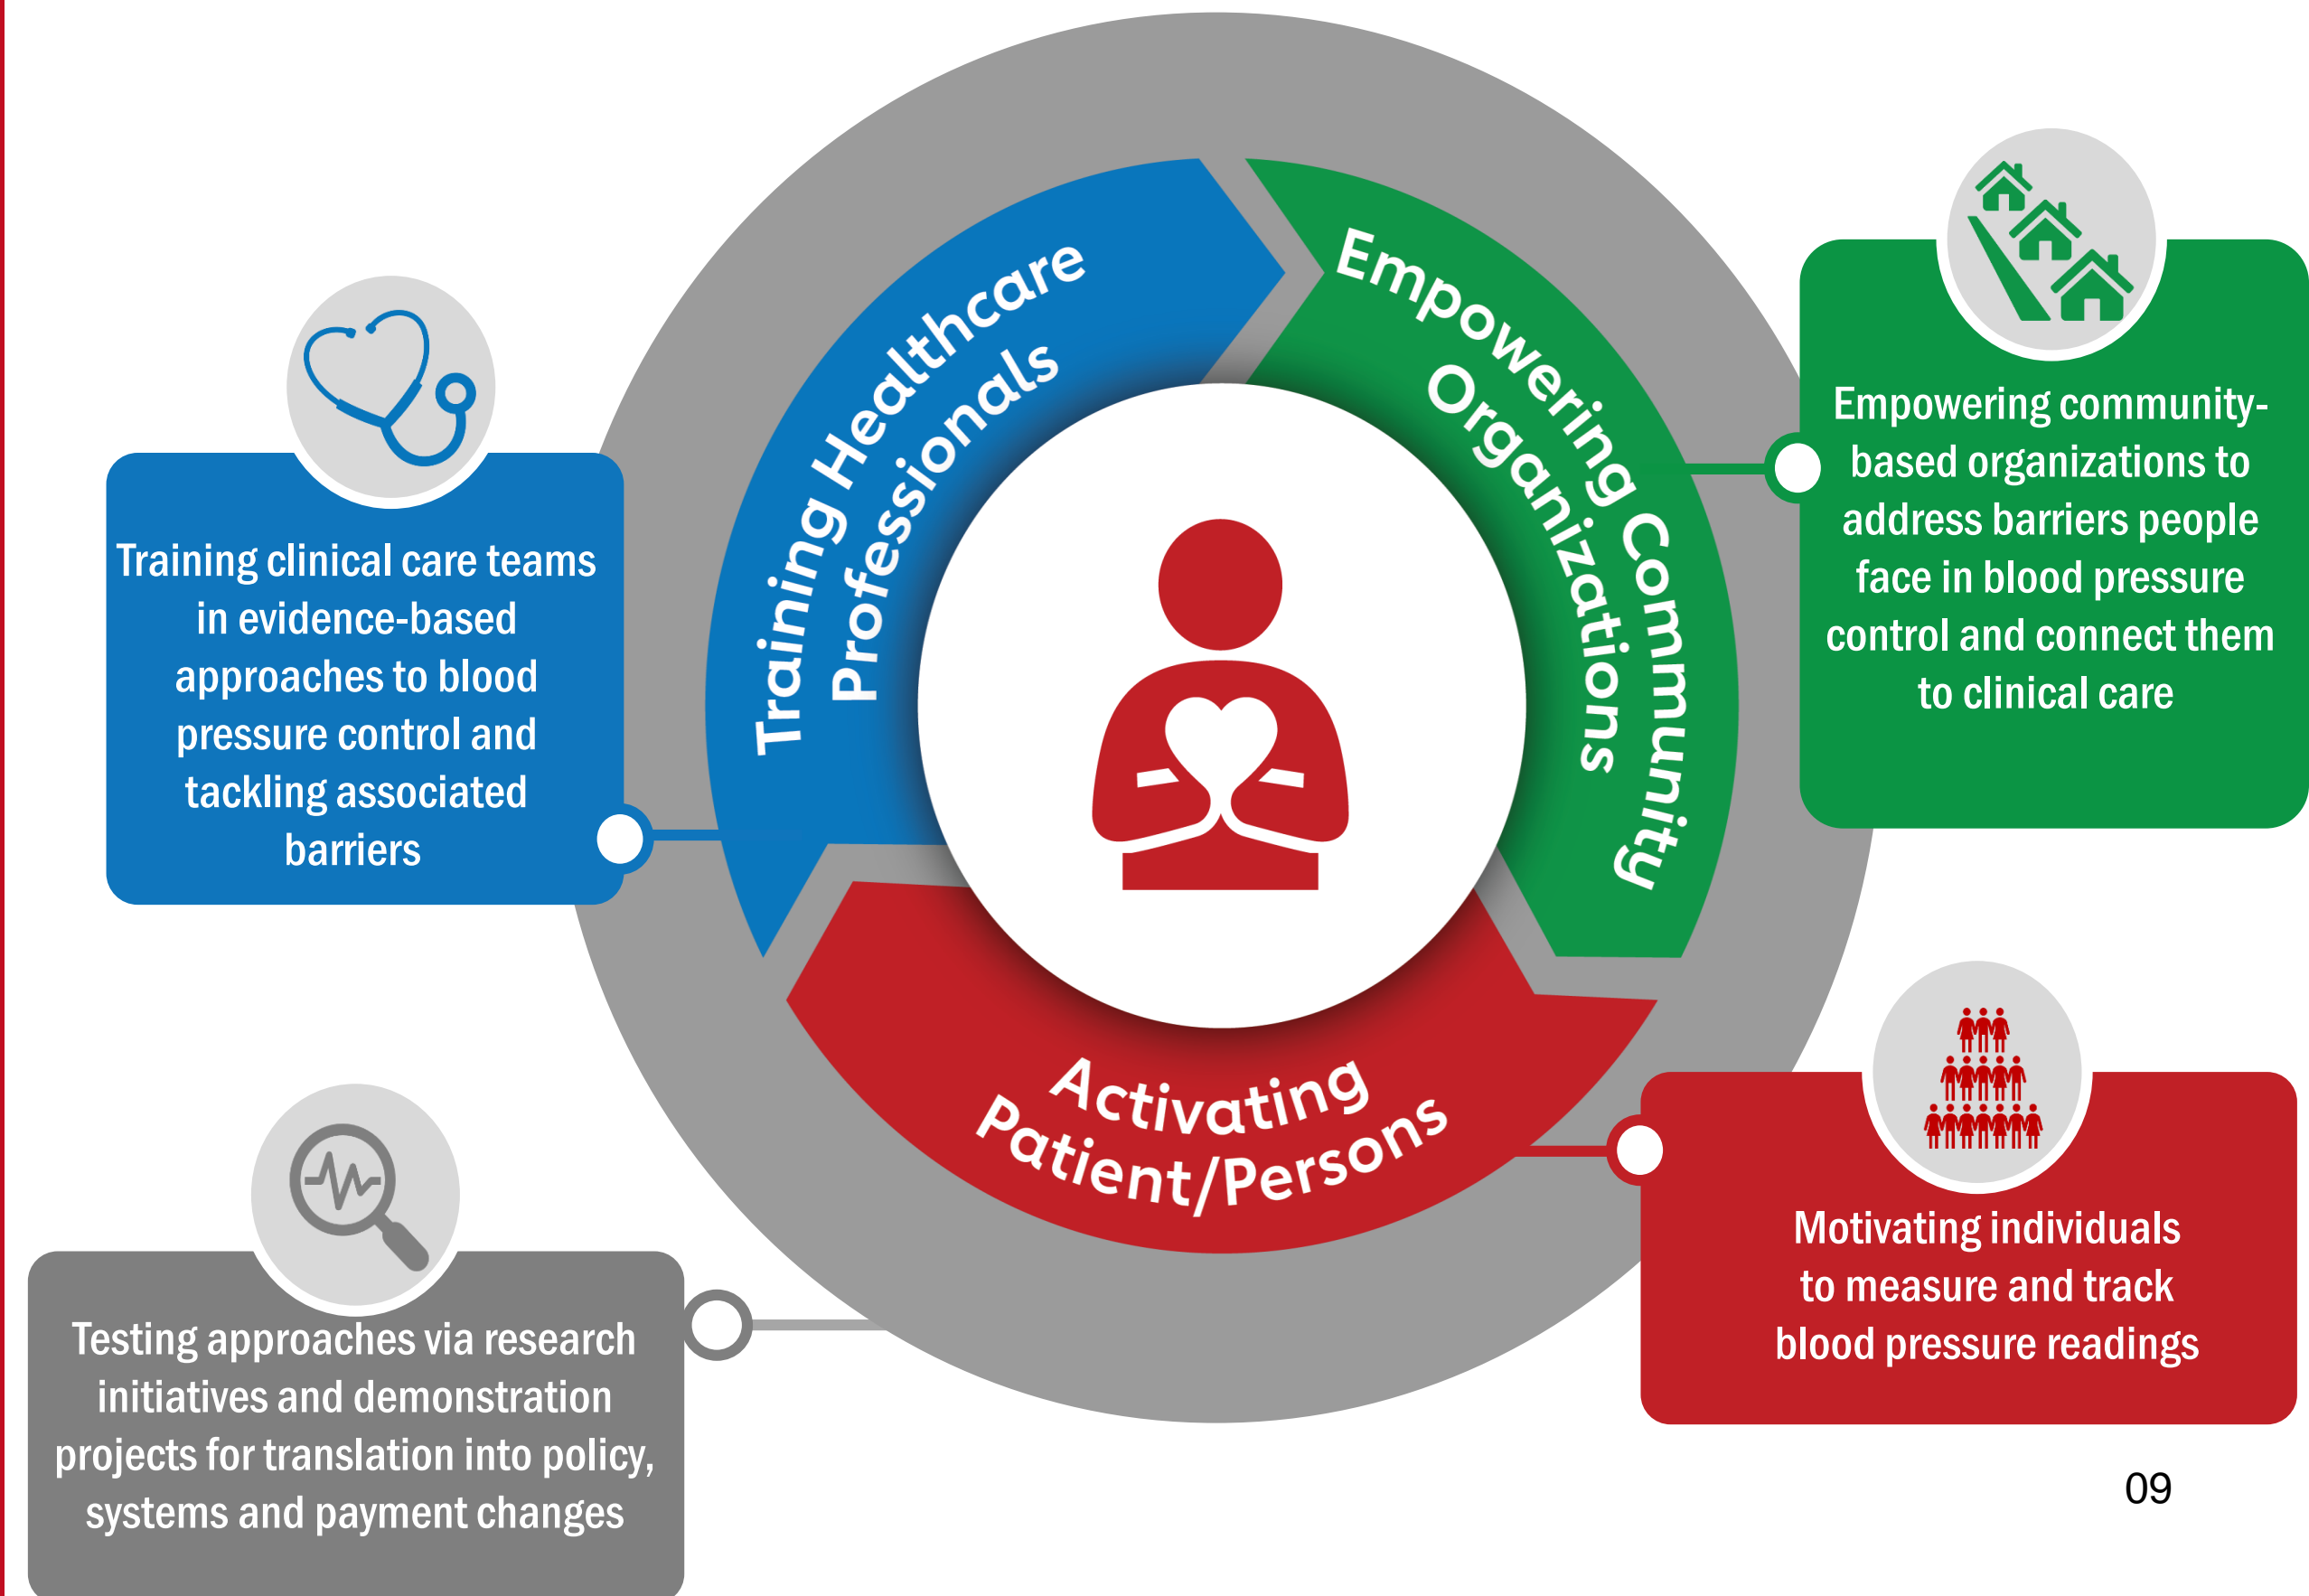 Training Healthcare
Professionals
Empowering Community
Organizations
Activating
Patient/Persons
Training clinical care teams
in evidence-based
approaches to blood
pressure control and
tackling associated
barriers
Empowering community-
based organizations to
address barriers people
face in blood pressure
control and connect them
to clinical care
Testing approaches via research
initiatives and demonstration
projects for translation into policy,
systems and payment changes
Motivating individuals
to measure and track
blood pressure readings
09